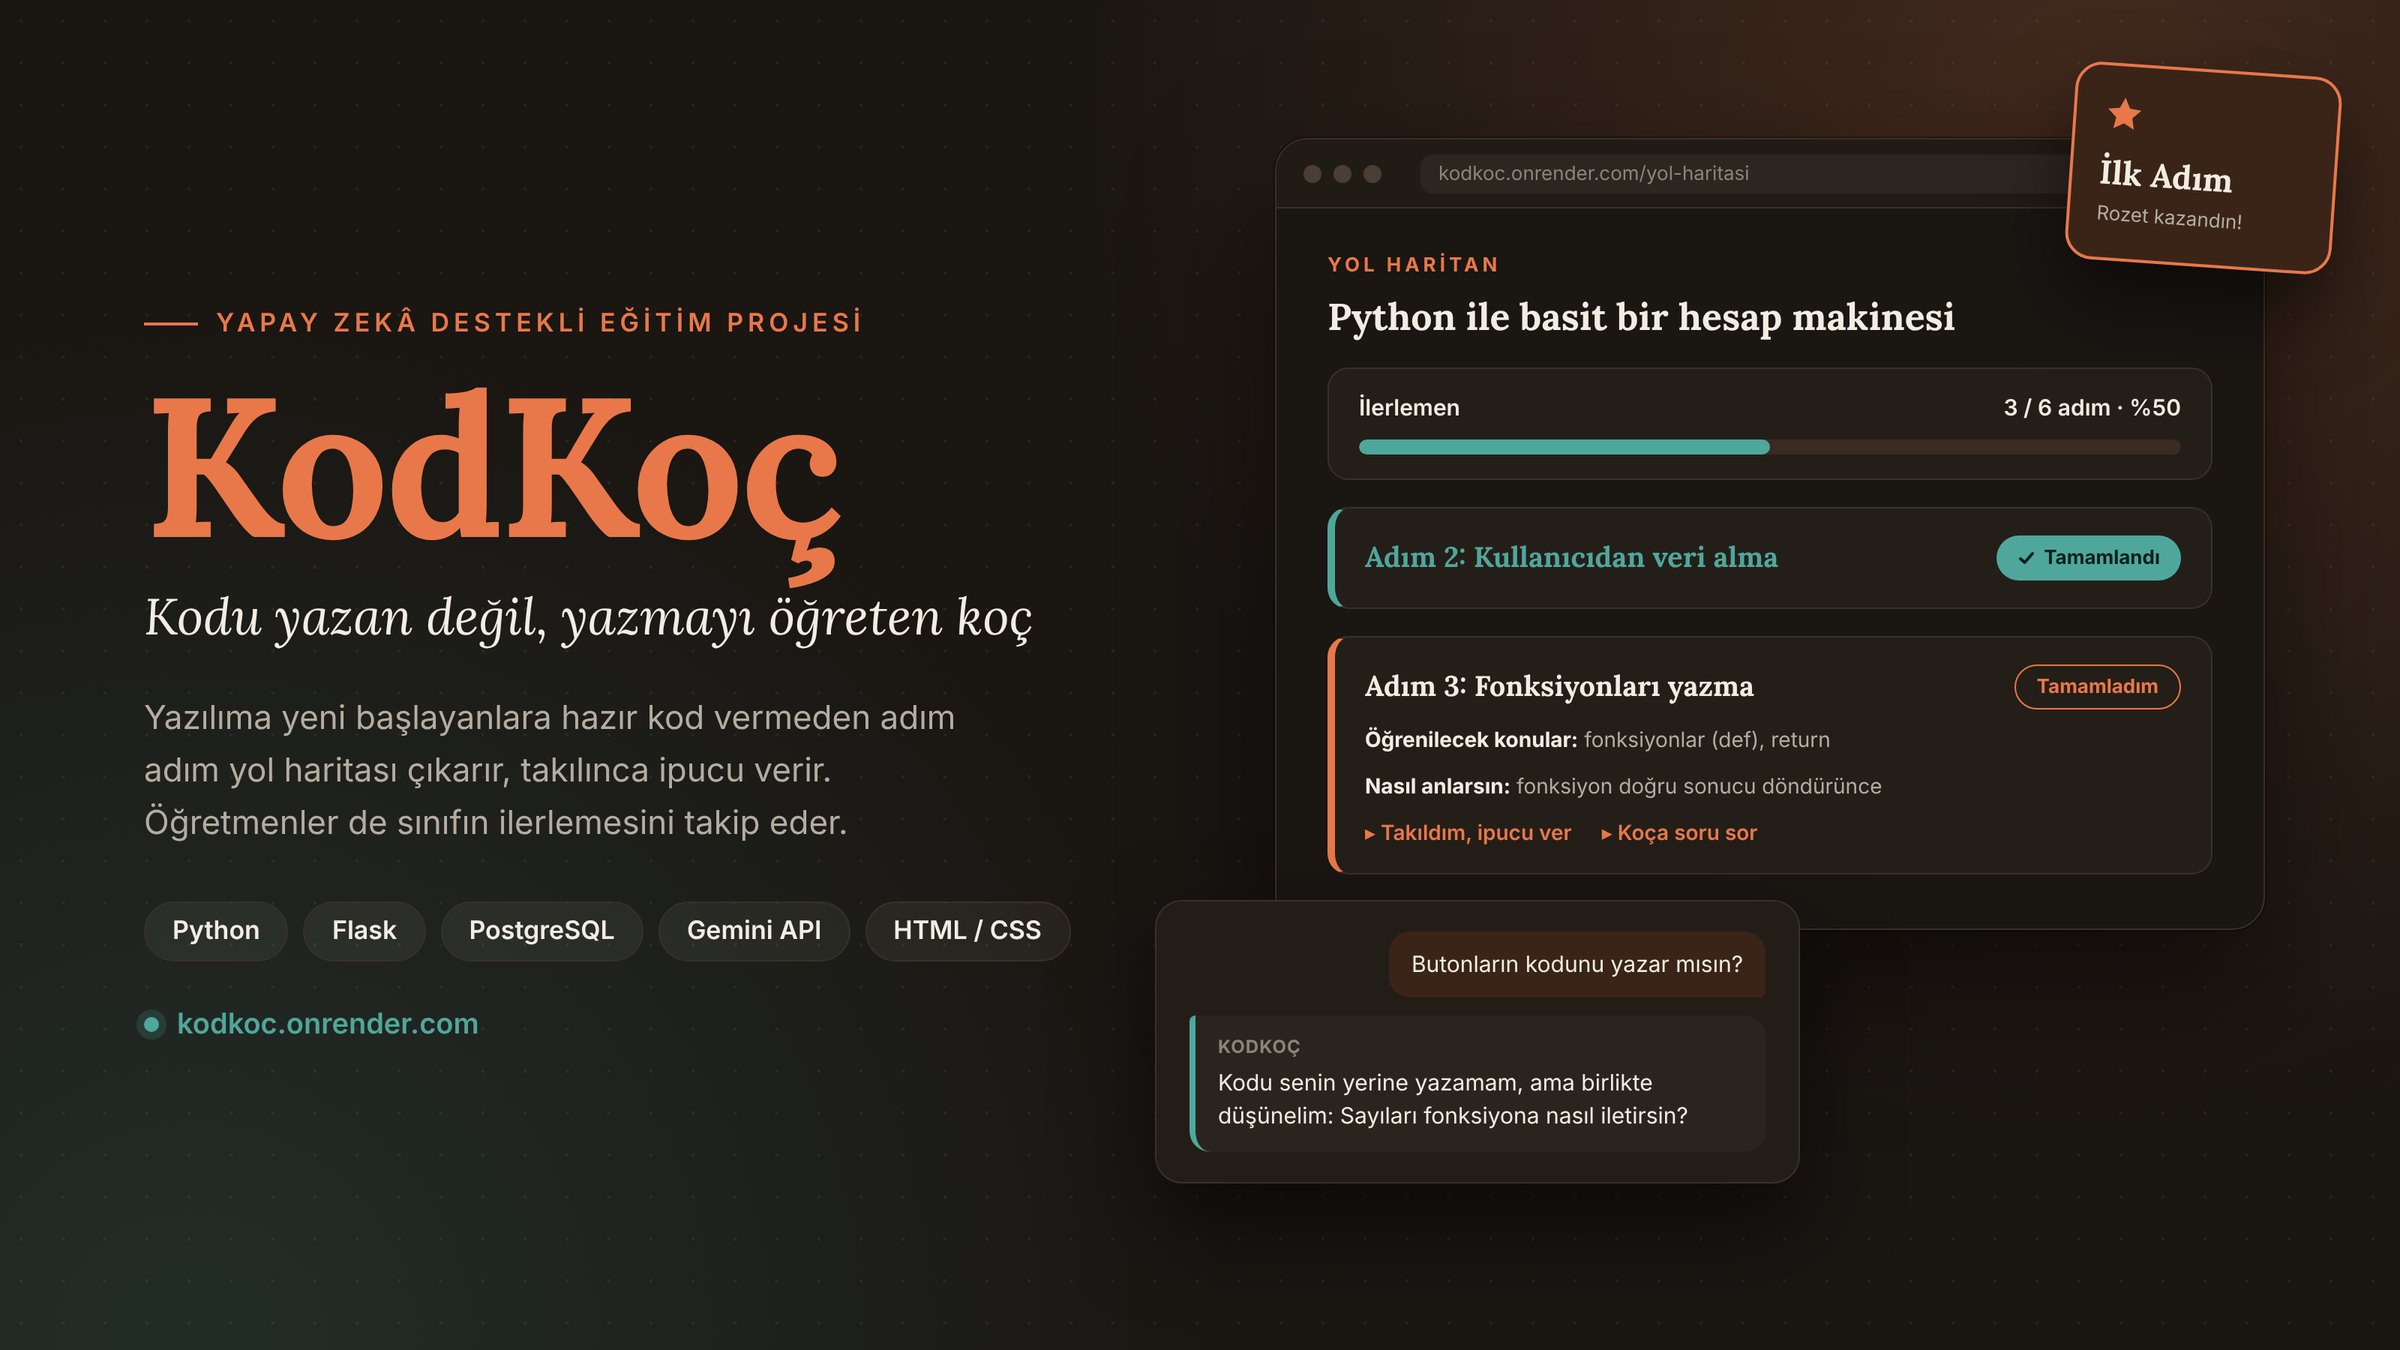 YAPAY ZEKÂ DESTEKLİ EĞİTİM PROJESİ
KodKoç
Kodu yazan değil, yazmayı öğreten koç
Yazılıma yeni başlayanlara hazır kod vermeden adım
adım yol haritası çıkarır, takılınca ipucu verir.
Öğretmenler de sınıfın ilerlemesini takip eder.
Python Flask PostgreSQL Gemini API HTML / CSS
kodkoc.onrender.com
kodkoc.onrender.com/yol-haritasi
İlk Adım
Rozet kazandın!
YOL HARİTAN
Python ile basit bir hesap makinesi
İlerlemen 3 / 6 adım · %50
Adım 2: Kullanıcıdan veri alma ✓ Tamamlandı
Adım 3: Fonksiyonları yazma Tamamladım
Öğrenilecek konular: fonksiyonlar (def), return
Nasıl anlarsın: fonksiyon doğru sonucu döndürünce
▸ Takıldım, ipucu ver ▸ Koça soru sor
Butonların kodunu yazar mısın?
KODKOÇ
Kodu senin yerine yazamam, ama birlikte
düşünelim: Sayıları fonksiyona nasıl iletirsin?